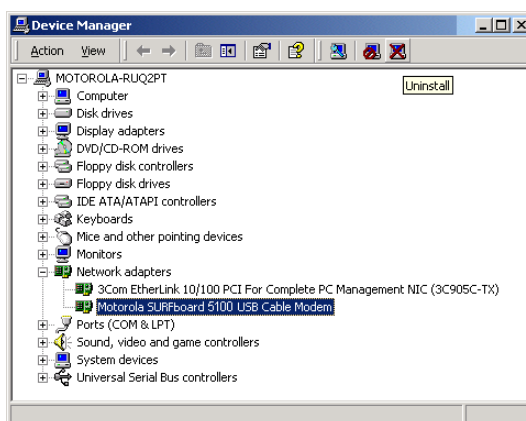 Device Manager
Action View
Uninstall
MOTOROLA-RUQ2PT
Computer
Disk drives
Display adapters
DVD/CD-ROM drives
Floppy disk controllers
Floppy disk drives
IDE ATA/ATAPI controllers
Keyboards
Mice and other pointing devices
Monitors
Network adapters
3Com EtherLink 10/100 PCI For Complete PC Management NIC (3C905C-TX)
Motorola SURFboard 5100 USB Cable Modem
Ports (COM & LPT)
Sound, video and game controllers
System devices
Universal Serial Bus controllers